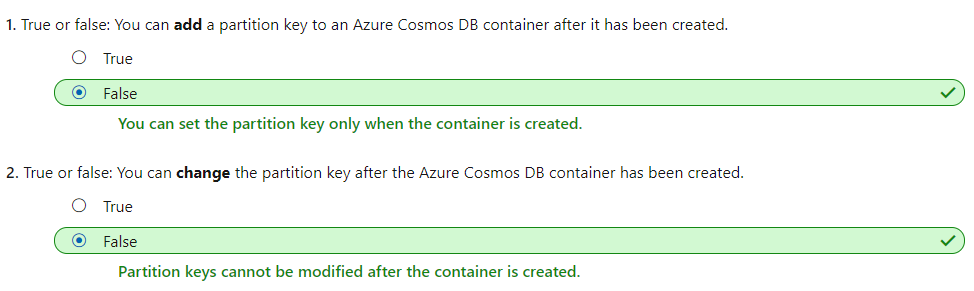 1. True or false: You can add a partition key to an Azure Cosmos DB container after it has been created.
True
False
You can set the partition key only when the container is created.
2. True or false: You can change the partition key after the Azure Cosmos DB container has been created.
True
False
Partition keys cannot be modified after the container is created.